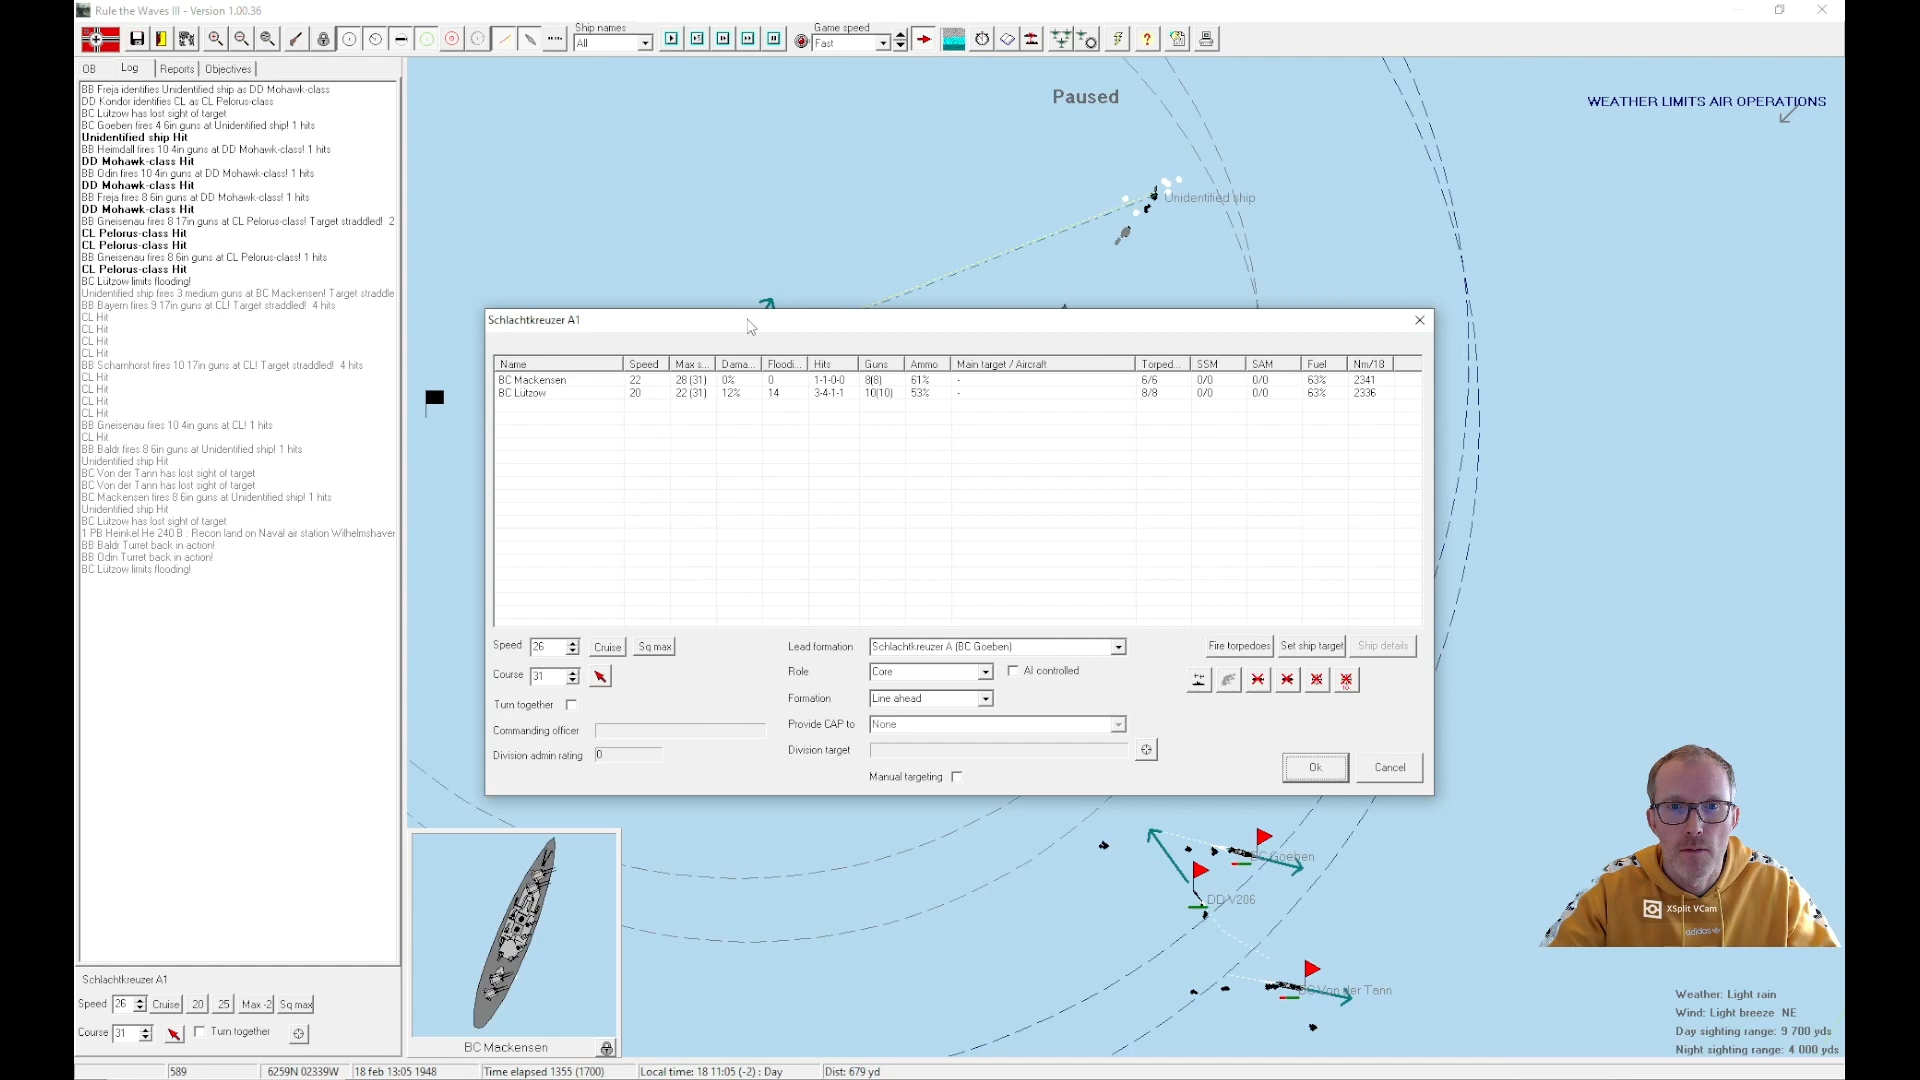 Rule the Waves III - Version 1.00.36
Ship names
All
Game speed
Fast
OB Log Reports Objectives
BB Freja identifies Unidentified ship as DD Mohawk-class
DD Kondor identifies CL as CL Pelorus-class
BC Lützow has lost sight of target
BC Goeben fires 4 6in guns at Unidentified ship! 1 hits
Unidentified ship Hit
BB Heimdall fires 10 4in guns at DD Mohawk-class! 1 hits
DD Mohawk-class Hit
BB Odin fires 10 4in guns at DD Mohawk-class! 1 hits
DD Mohawk-class Hit
BB Freja fires 8 6in guns at DD Mohawk-class! 1 hits
DD Mohawk-class Hit
BB Gneisenau fires 8 17in guns at CL Pelorus-class! Target straddled! 2
CL Pelorus-class Hit
CL Pelorus-class Hit
BB Gneisenau fires 8 6in guns at CL Pelorus-class! 1 hits
CL Pelorus-class Hit
BC Lützow limits flooding!
Unidentified ship fires 3 medium guns at BC Mackensen! Target straddle
BB Bayern fires 9 17in guns at CL! Target straddled! 4 hits
CL Hit
CL Hit
CL Hit
CL Hit
BB Scharnhorst fires 10 17in guns at CL! Target straddled! 4 hits
CL Hit
CL Hit
CL Hit
CL Hit
BB Gneisenau fires 10 4in guns at CL! 1 hits
CL Hit
BB Baldr fires 8 6in guns at Unidentified ship! 1 hits
Unidentified ship Hit
BC Von der Tann has lost sight of target
BC Von der Tann has lost sight of target
BC Mackensen fires 8 6in guns at Unidentified ship! 1 hits
Unidentified ship Hit
BC Lützow has lost sight of target
1 PB Heinkel He 240 B : Recon land on Naval air station Wilhelmshaven
BB Baldr Turret back in action!
BB Odin Turret back in action!
BC Lützow limits flooding!
Paused
WEATHER LIMITS AIR OPERATIONS
Unidentified ship
Schlachtkreuzer A1
Name Speed Max s... Dama... Floodi... Hits Guns Ammo Main target / Aircraft Torped... SSM SAM Fuel Nm/18
BC Mackensen 22 28 (31) 0% 0 1-1-0-0 8(8) 61% - 6/6 0/0 0/0 63% 2341
BC Lützow 20 22 (31) 12% 14 3-4-1-1 10(10) 53% - 8/8 0/0 0/0 63% 2336
Speed 26 Cruise Sq max
Course 31
Turn together
Commanding officer
Division admin rating 0
Lead formation Schlachtkreuzer A (BC Goeben)
Role Core AI controlled
Formation Line ahead
Provide CAP to None
Division target
Manual targeting
Fire torpedoes Set ship target Ship details
10
Ok Cancel
BC Goeben
DD V206
BC Von der Tann
XSplit VCam
adidas
Schlachtkreuzer A1
Speed 26 Cruise 20 25 Max -2 Sq max
Course 31 Turn together
BC Mackensen
Weather: Light rain
Wind: Light breeze NE
Day sighting range: 9 700 yds
Night sighting range: 4 000 yds
589 6259N 02339W 18 feb 13:05 1948 Time elapsed 1355 (1700) Local time: 18 11:05 (-2) : Day Dist: 679 yd